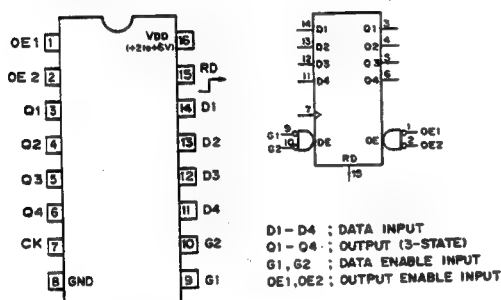 OE1 1
OE2 2
Q1 3
Q2 4
Q3 5
Q4 6
CK 7
8 GND
VDD 16
(+2 to +6V)
15 RD
14 D1
13 D2
12 D3
11 D4
10 G2
9 G1
14 D1 Q1 3
13 D2 Q2 4
12 D3 Q3 5
11 D4 Q4 6
7
G1 9 OE OE 1 OE1
G2 10 2 OE2
RD
15
D1-D4 ; DATA INPUT
Q1-Q4 ; OUTPUT (3-STATE)
G1, G2 ; DATA ENABLE INPUT
OE1, OE2 ; OUTPUT ENABLE INPUT